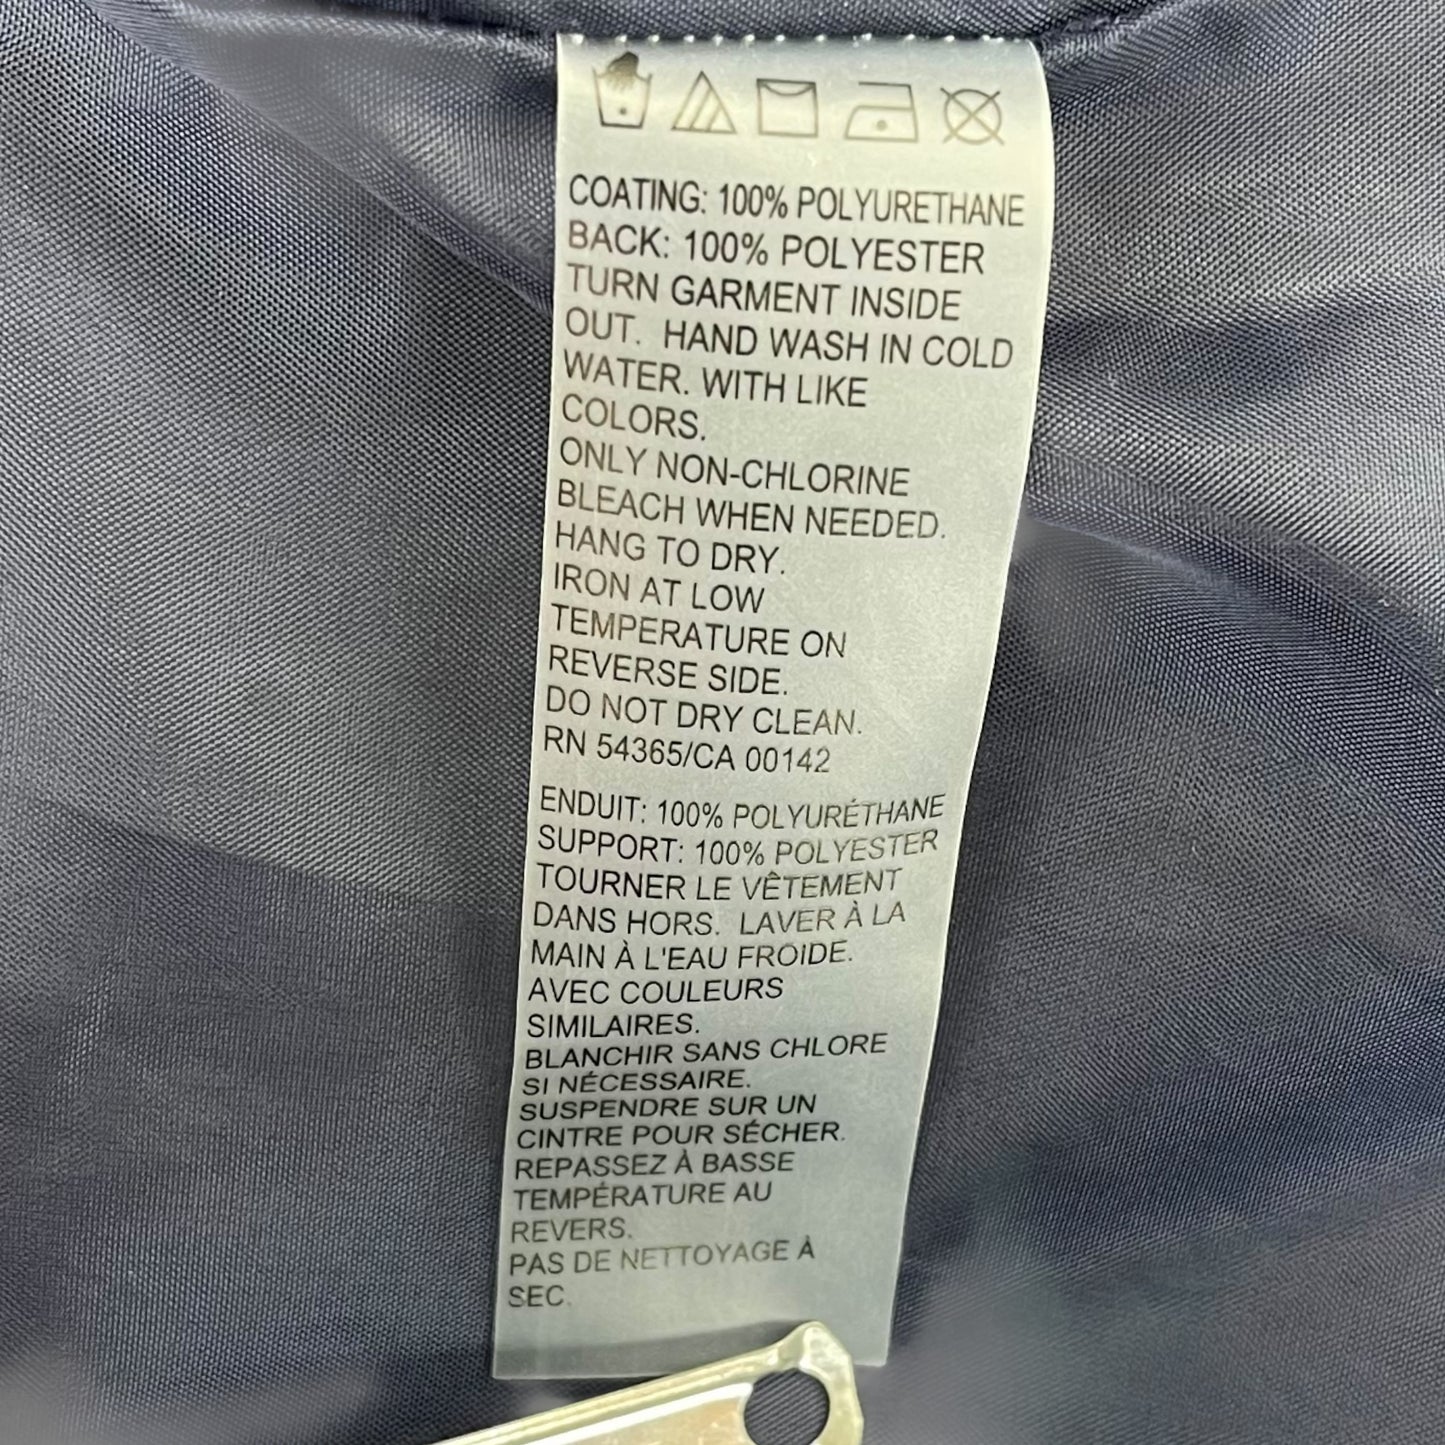 COATING: 100% POLYURETHANE
BACK: 100% POLYESTER
TURN GARMENT INSIDE
OUT. HAND WASH IN COLD
WATER. WITH LIKE
COLORS.
ONLY NON-CHLORINE
BLEACH WHEN NEEDED.
HANG TO DRY.
IRON AT LOW
TEMPERATURE ON
REVERSE SIDE.
DO NOT DRY CLEAN.
RN 54365/CA 00142
ENDUIT: 100% POLYURÉTHANE
SUPPORT: 100% POLYESTER
TOURNER LE VÊTEMENT
DANS HORS. LAVER À LA
MAIN À L'EAU FROIDE.
AVEC COULEURS
SIMILAIRES.
BLANCHIR SANS CHLORE
SI NÉCESSAIRE.
SUSPENDRE SUR UN
CINTRE POUR SÉCHER.
REPASSEZ À BASSE
TEMPÉRATURE AU
REVERS.
PAS DE NETTOYAGE À
SEC.